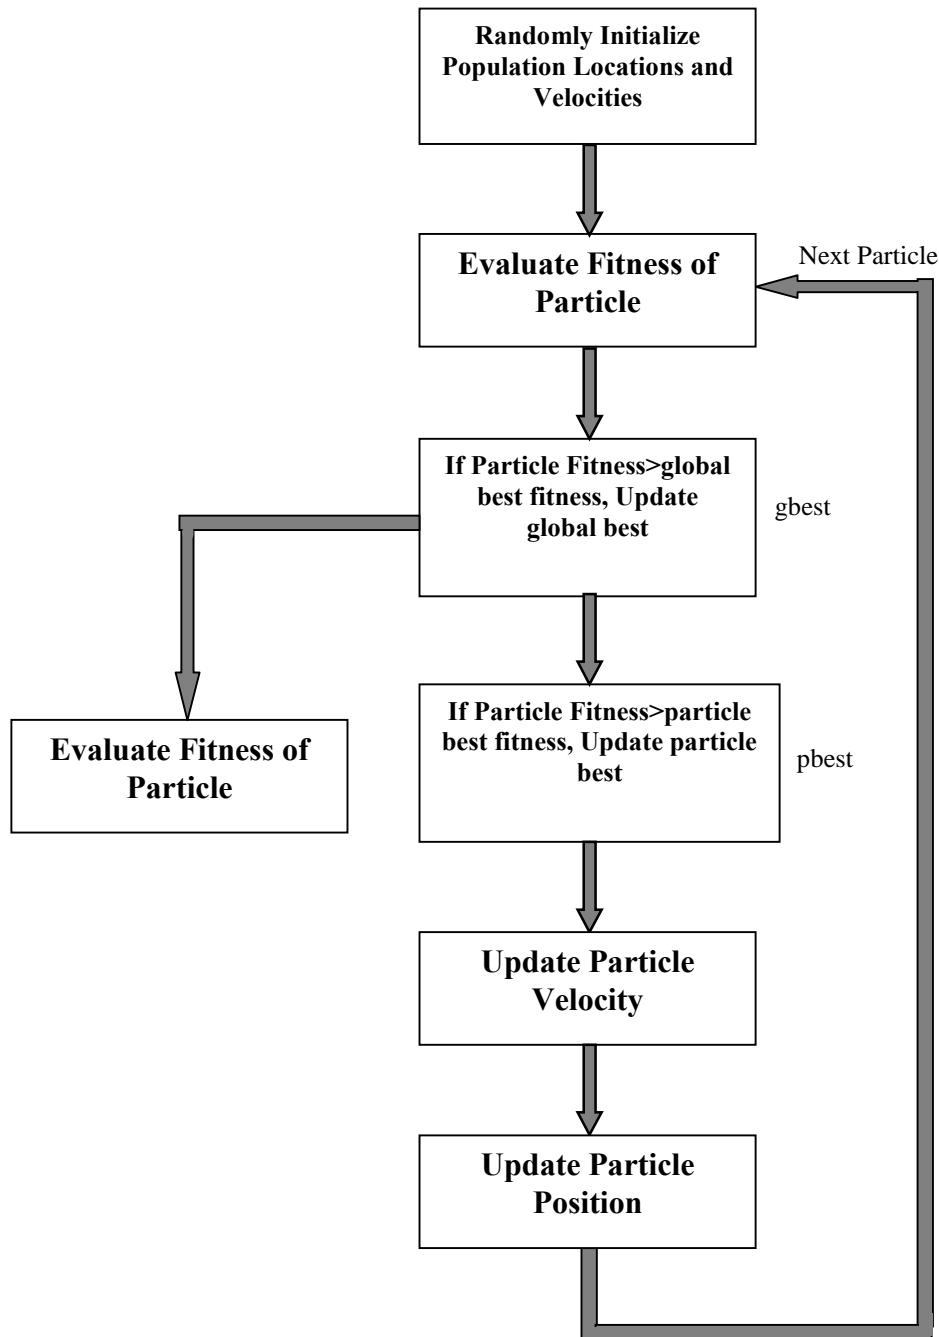 Randomly Initialize
Population Locations and
Velocities
Evaluate Fitness of
Particle
Next Particle
If Particle Fitness>global
best fitness, Update
global best
gbest
If Particle Fitness>particle
best fitness, Update particle
best
pbest
Evaluate Fitness of
Particle
Update Particle
Velocity
Update Particle
Position